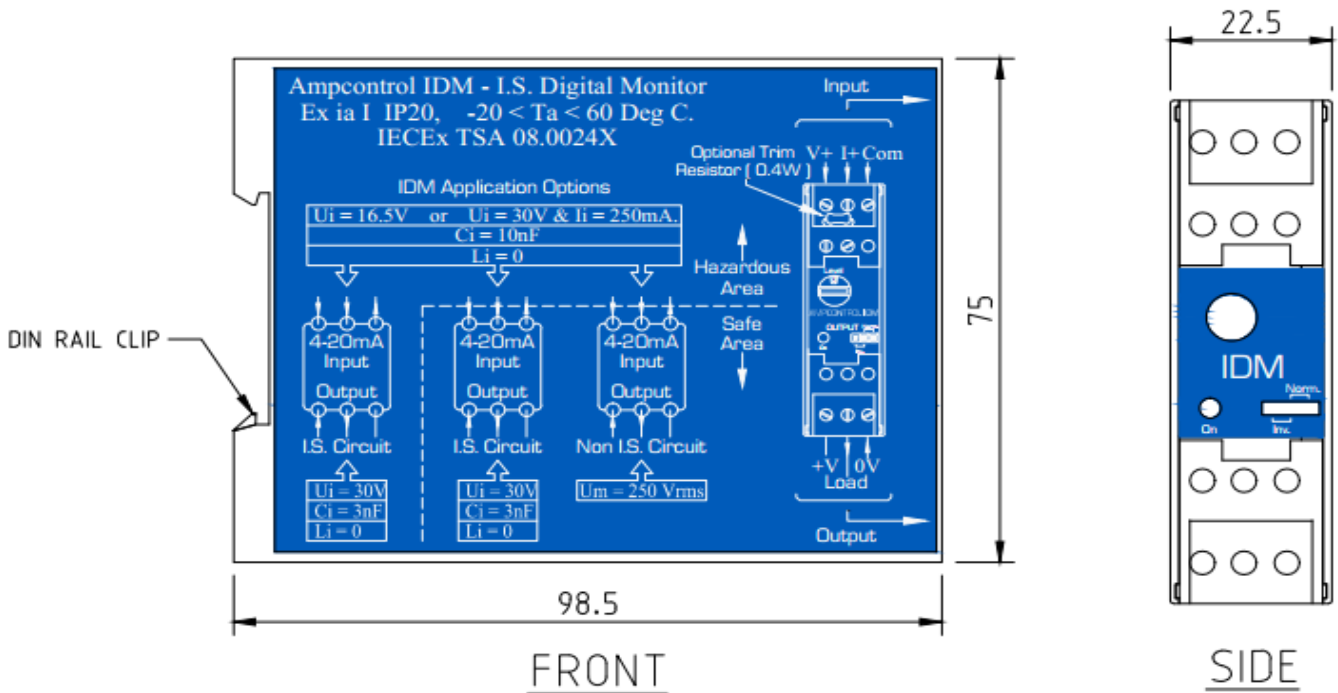 22.5
Ampcontrol IDM - I.S. Digital Monitor
Ex ia I IP20, -20 < Ta < 60 Deg C.
IECEx TSA 08.0024X
Input
Optional Trim
Resistor ( 0.4W )
V+ I+ Com
IDM Application Options
Ui = 16.5V or Ui = 30V & Ii = 250mA.
Ci = 10nF
Li = 0
Hazardous
Area
Safe
Area
Level
AMPCONTROL IDM
OUTPUT
4-20mA
Input
Output
4-20mA
Input
Output
4-20mA
Input
Output
I.S. Circuit
I.S. Circuit
Non I.S. Circuit
Ui = 30V
Ci = 3nF
Li = 0
Ui = 30V
Ci = 3nF
Li = 0
Um = 250 Vrms
+V 0V
Load
Output
DIN RAIL CLIP
75
98.5
FRONT
IDM
Norm.
On
Inv.
SIDE